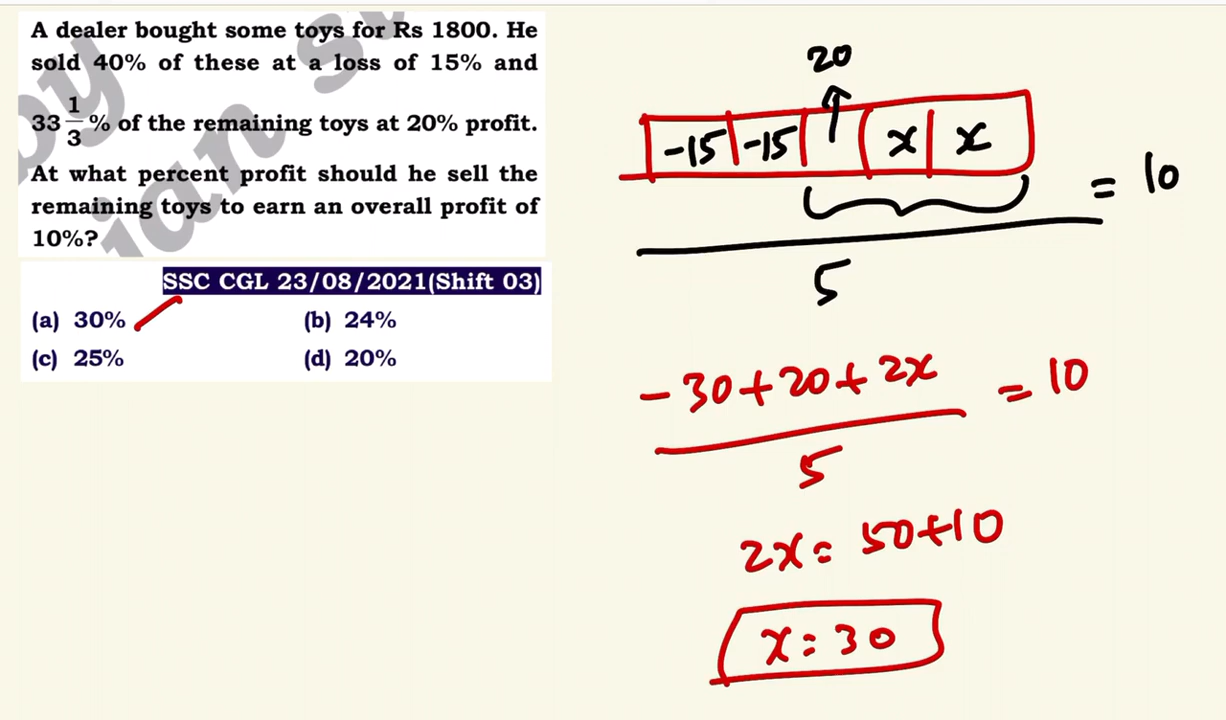 A dealer bought some toys for Rs 1800. He
sold 40% of these at a loss of 15% and
33 1/3 % of the remaining toys at 20% profit.
At what percent profit should he sell the
remaining toys to earn an overall profit of
10%?
SSC CGL 23/08/2021(Shift 03)
(a) 30% (b) 24%
(c) 25% (d) 20%
20
-15 -15 x x
= 10
5
-30+20+2x = 10
5
2x = 50+10
x = 30